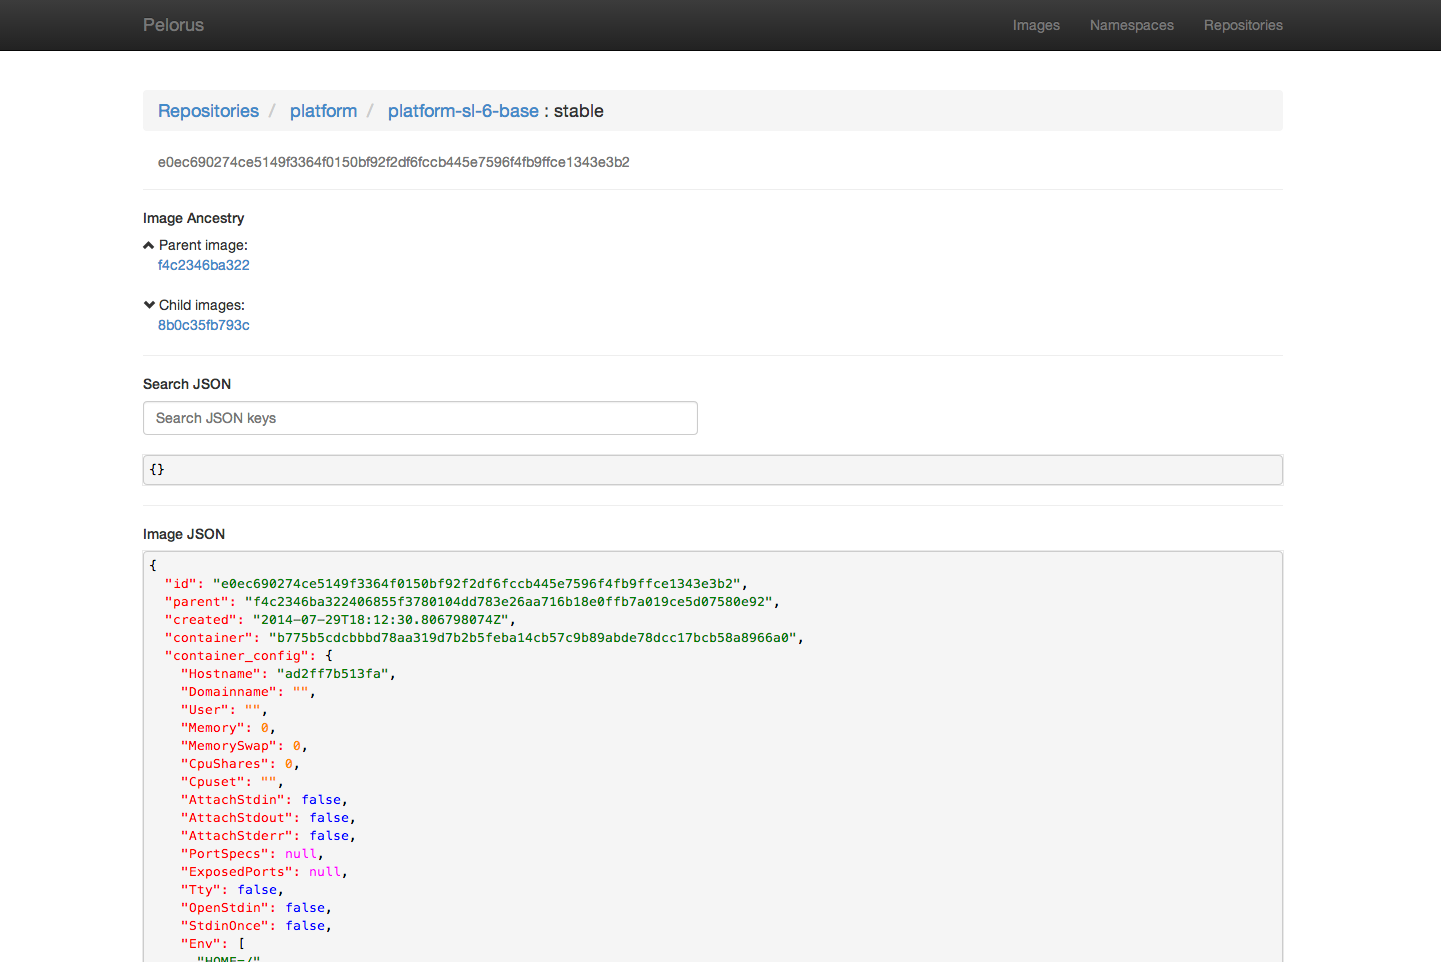 Pelorus Images Namespaces Repositories
Repositories / platform / platform-sl-6-base : stable
e0ec690274ce5149f3364f0150bf92f2df6fccb445e7596f4fb9ffce1343e3b2
Image Ancestry
Parent image:
f4c2346ba322
Child images:
8b0c35fb793c
Search JSON
Search JSON keys
{}
Image JSON
{
"id": "e0ec690274ce5149f3364f0150bf92f2df6fccb445e7596f4fb9ffce1343e3b2",
"parent": "f4c2346ba322406855f3780104dd783e26aa716b18e0ffb7a019ce5d07580e92",
"created": "2014-07-29T18:12:30.806798074Z",
"container": "b775b5cdcbbbd78aa319d7b2b5feba14cb57c9b89abde78dcc17bcb58a8966a0",
"container_config": {
"Hostname": "ad2ff7b513fa",
"Domainname": "",
"User": "",
"Memory": 0,
"MemorySwap": 0,
"CpuShares": 0,
"Cpuset": "",
"AttachStdin": false,
"AttachStdout": false,
"AttachStderr": false,
"PortSpecs": null,
"ExposedPorts": null,
"Tty": false,
"OpenStdin": false,
"StdinOnce": false,
"Env": [
"HOME=/"